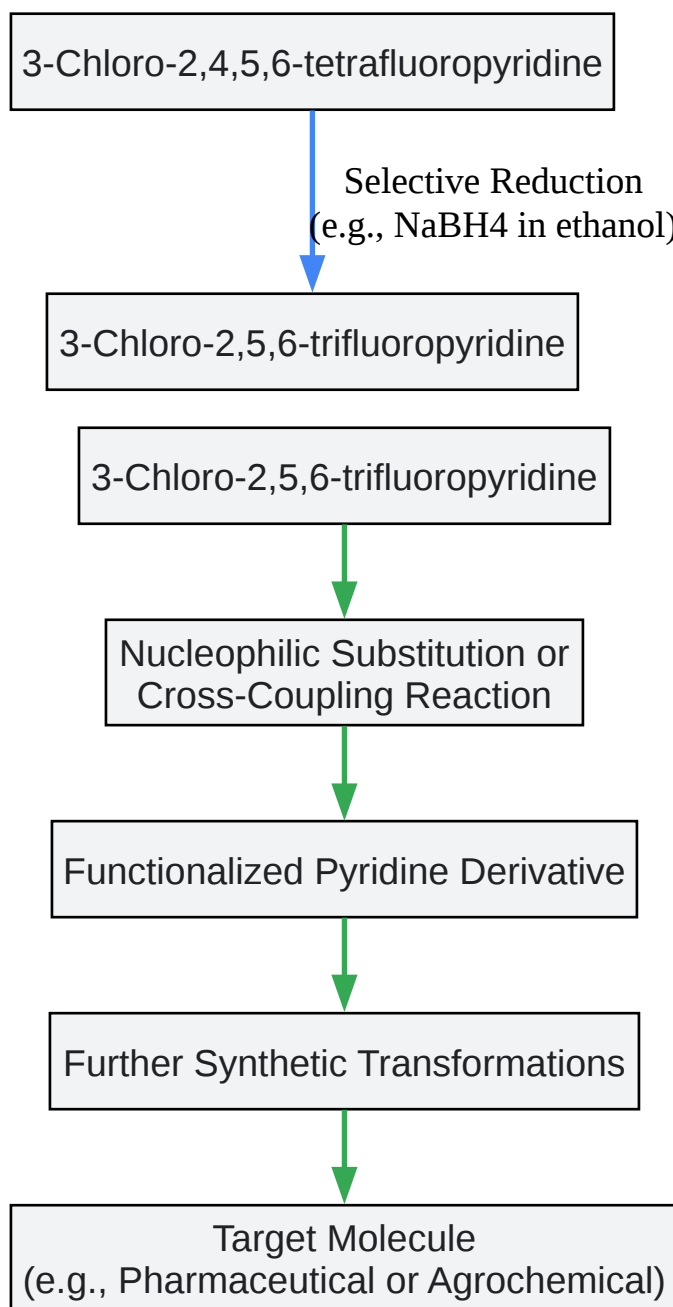 3-Chloro-2,4,5,6-tetrafluoropyridine
Selective Reduction
(e.g., NaBH4 in ethanol)
3-Chloro-2,5,6-trifluoropyridine
3-Chloro-2,5,6-trifluoropyridine
Nucleophilic Substitution or
Cross-Coupling Reaction
Functionalized Pyridine Derivative
Further Synthetic Transformations
Target Molecule
(e.g., Pharmaceutical or Agrochemical)